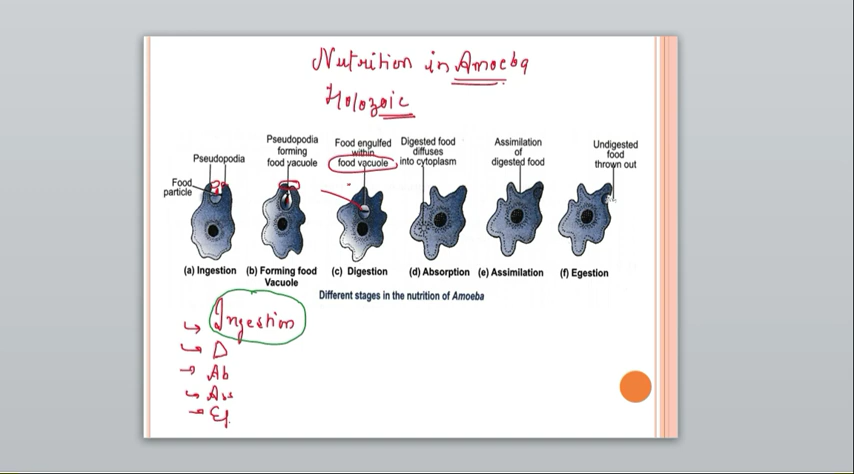 Nutrition in Amoeba
Holozoic
Pseudopodia
Food particle
Pseudopodia forming food vacuole
Food engulfed within food vacuole
Digested food diffuses into cytoplasm
Assimilation of digested food
Undigested food thrown out
(a) Ingestion
(b) Forming food Vacuole
(c) Digestion
(d) Absorption
(e) Assimilation
(f) Egestion
Different stages in the nutrition of Amoeba
Ingestion
D
Ab
Ass